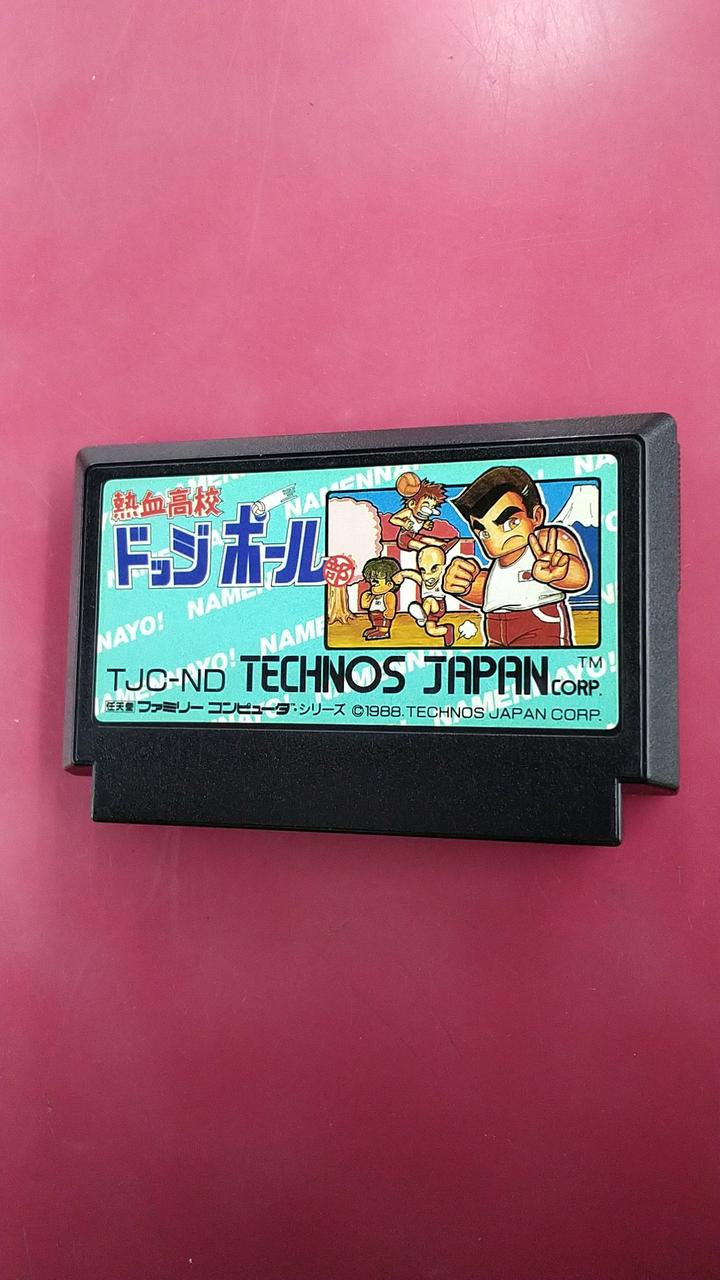 熱血高校
ドッジボール部
NAMENNAYO!
TJC-ND TECHNOS JAPAN CORP. TM
任天堂 ファミリー コンピュータ・シリーズ ©1988. TECHNOS JAPAN CORP.